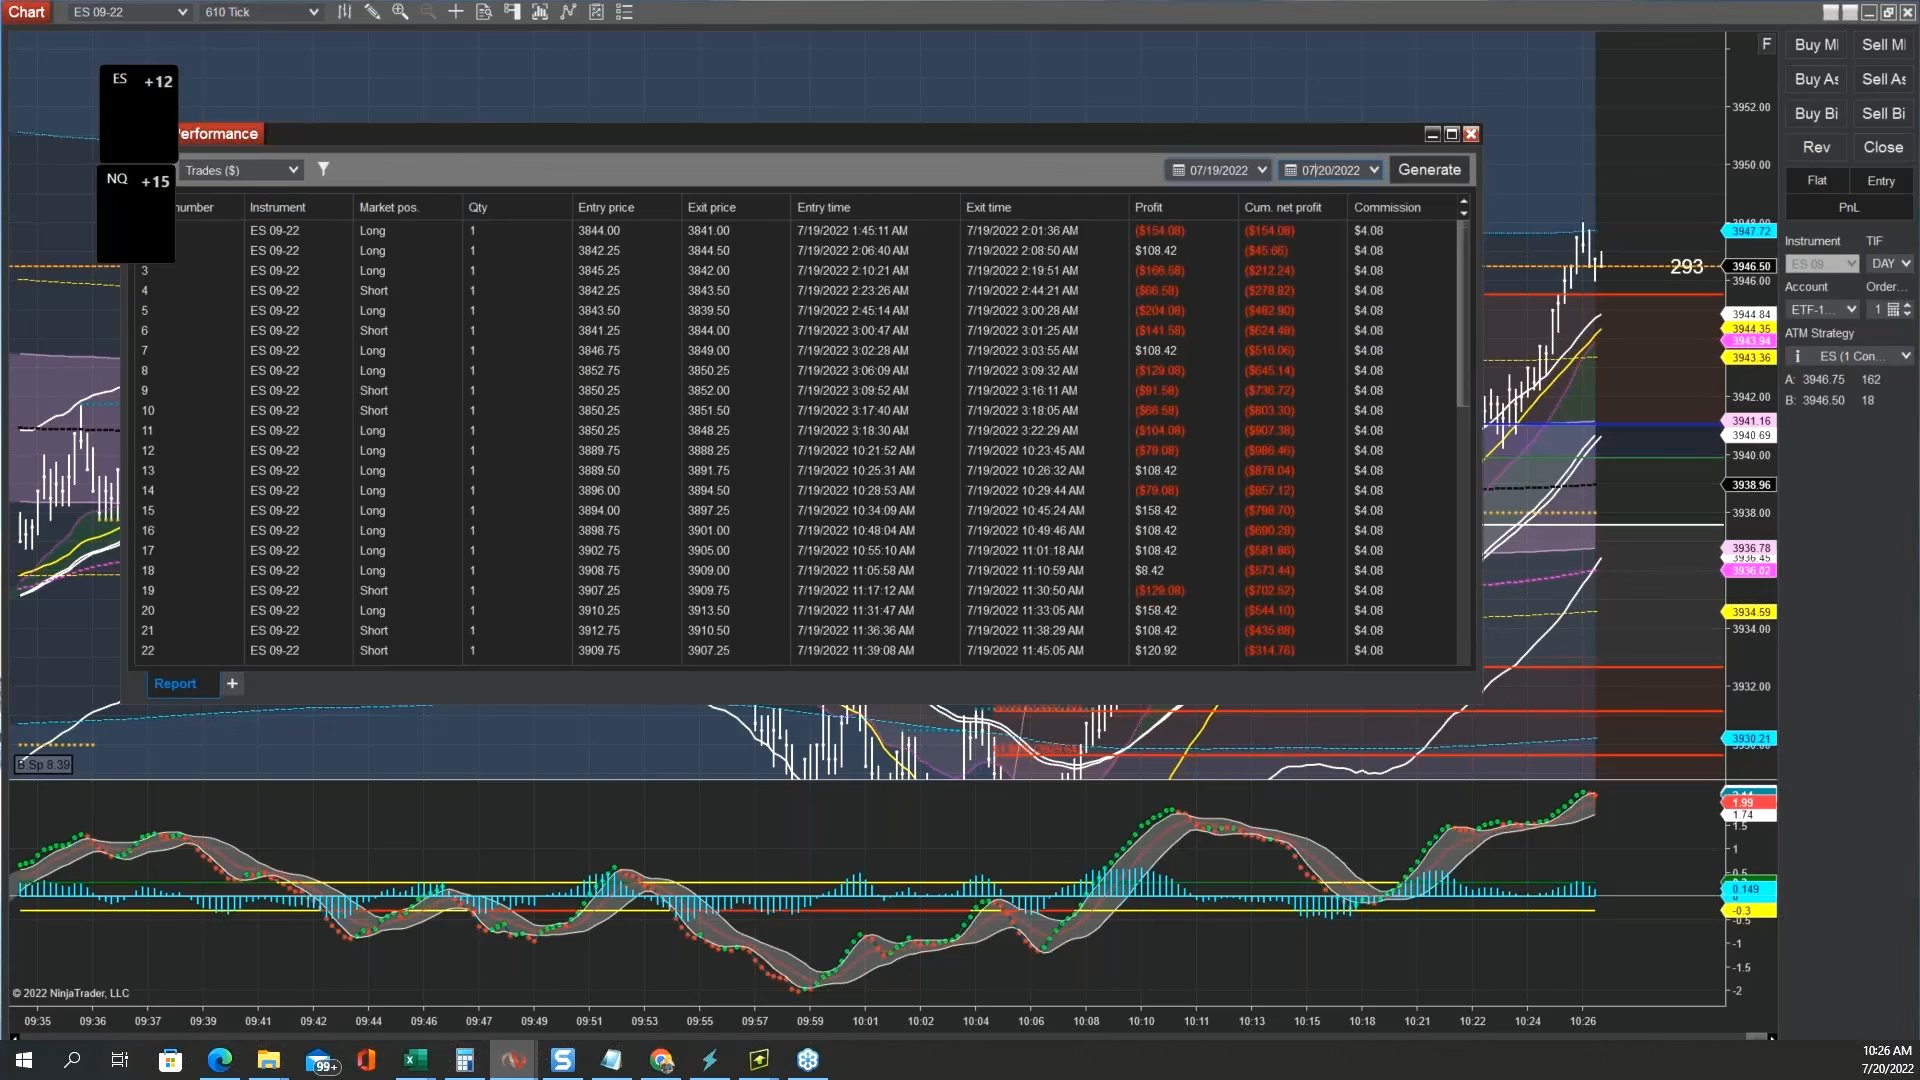 Chart ES 09-22 610 Tick
F Buy M Sell M
Buy As Sell As
Buy Bi Sell Bi
Rev Close
Flat Entry
PnL
Instrument TIF
ES 09 DAY
Account Order...
ETF-1... 1
ATM Strategy
ES (1 Con...
A: 3946.75 162
B: 3946.50 18
ES +12
NQ +15
erformance
Trades ($) 07/19/2022 07/20/2022 Generate
number Instrument Market pos. Qty Entry price Exit price Entry time Exit time Profit Cum. net profit Commission
ES 09-22 Long 1 3844.00 3841.00 7/19/2022 1:45:11 AM 7/19/2022 2:01:36 AM ($154.08) ($154.08) $4.08
ES 09-22 Long 1 3842.25 3844.50 7/19/2022 2:06:40 AM 7/19/2022 2:08:50 AM $108.42 ($45.66) $4.08
3 ES 09-22 Long 1 3845.25 3842.00 7/19/2022 2:10:21 AM 7/19/2022 2:19:51 AM ($166.58) ($212.24) $4.08
4 ES 09-22 Short 1 3842.25 3843.50 7/19/2022 2:23:26 AM 7/19/2022 2:44:21 AM ($66.58) ($278.82) $4.08
5 ES 09-22 Long 1 3843.50 3839.50 7/19/2022 2:45:14 AM 7/19/2022 3:00:28 AM ($204.08) ($482.90) $4.08
6 ES 09-22 Short 1 3841.25 3844.00 7/19/2022 3:00:47 AM 7/19/2022 3:01:25 AM ($141.58) ($624.48) $4.08
7 ES 09-22 Long 1 3846.75 3849.00 7/19/2022 3:02:28 AM 7/19/2022 3:03:55 AM $108.42 ($516.06) $4.08
8 ES 09-22 Long 1 3852.75 3850.25 7/19/2022 3:06:09 AM 7/19/2022 3:09:32 AM ($129.08) ($645.14) $4.08
9 ES 09-22 Short 1 3850.25 3852.00 7/19/2022 3:09:52 AM 7/19/2022 3:16:11 AM ($91.58) ($736.72) $4.08
10 ES 09-22 Short 1 3850.25 3851.50 7/19/2022 3:17:40 AM 7/19/2022 3:18:05 AM ($66.58) ($803.30) $4.08
11 ES 09-22 Long 1 3850.25 3848.25 7/19/2022 3:18:30 AM 7/19/2022 3:22:29 AM ($104.08) ($907.38) $4.08
12 ES 09-22 Long 1 3889.75 3888.25 7/19/2022 10:21:52 AM 7/19/2022 10:23:45 AM ($79.08) ($986.46) $4.08
13 ES 09-22 Long 1 3889.50 3891.75 7/19/2022 10:25:31 AM 7/19/2022 10:26:32 AM $108.42 ($878.04) $4.08
14 ES 09-22 Long 1 3896.00 3894.50 7/19/2022 10:28:53 AM 7/19/2022 10:29:44 AM ($79.08) ($957.12) $4.08
15 ES 09-22 Long 1 3894.00 3897.25 7/19/2022 10:34:09 AM 7/19/2022 10:45:24 AM $158.42 ($798.70) $4.08
16 ES 09-22 Long 1 3898.75 3901.00 7/19/2022 10:48:04 AM 7/19/2022 10:49:46 AM $108.42 ($690.28) $4.08
17 ES 09-22 Long 1 3902.75 3905.00 7/19/2022 10:55:10 AM 7/19/2022 11:01:18 AM $108.42 ($581.86) $4.08
18 ES 09-22 Long 1 3908.75 3909.00 7/19/2022 11:05:58 AM 7/19/2022 11:10:59 AM $8.42 ($573.44) $4.08
19 ES 09-22 Short 1 3907.25 3909.75 7/19/2022 11:17:12 AM 7/19/2022 11:30:50 AM ($129.08) ($702.52) $4.08
20 ES 09-22 Long 1 3910.25 3913.50 7/19/2022 11:31:47 AM 7/19/2022 11:33:05 AM $158.42 ($544.10) $4.08
21 ES 09-22 Short 1 3912.75 3910.50 7/19/2022 11:36:36 AM 7/19/2022 11:38:29 AM $108.42 ($435.68) $4.08
22 ES 09-22 Short 1 3909.75 3907.25 7/19/2022 11:39:08 AM 7/19/2022 11:45:05 AM $120.92 ($314.76) $4.08
Report +
3952.00
3950.00
3948.00
3947.72
293 3946.50
3946.00
3944.84
3944.35
3943.94
3943.36
3942.00
3941.16
3940.69
3940.00
3938.96
3938.00
3936.78
3936.45
3936.02
3934.59
3934.00
3932.00
3930.21
B Sp 8.39
1.99
1.74
1.5
1
0.5
0.149
0
-0.3
-0.5
-1
-1.5
-2
© 2022 NinjaTrader, LLC
09:35 09:36 09:37 09:39 09:41 09:42 09:44 09:46 09:47 09:49 09:51 09:53 09:55 09:57 09:59 10:01 10:02 10:04 10:06 10:08 10:10 10:11 10:13 10:15 10:18 10:21 10:22 10:24 10:26
99+
10:26 AM
7/20/2022